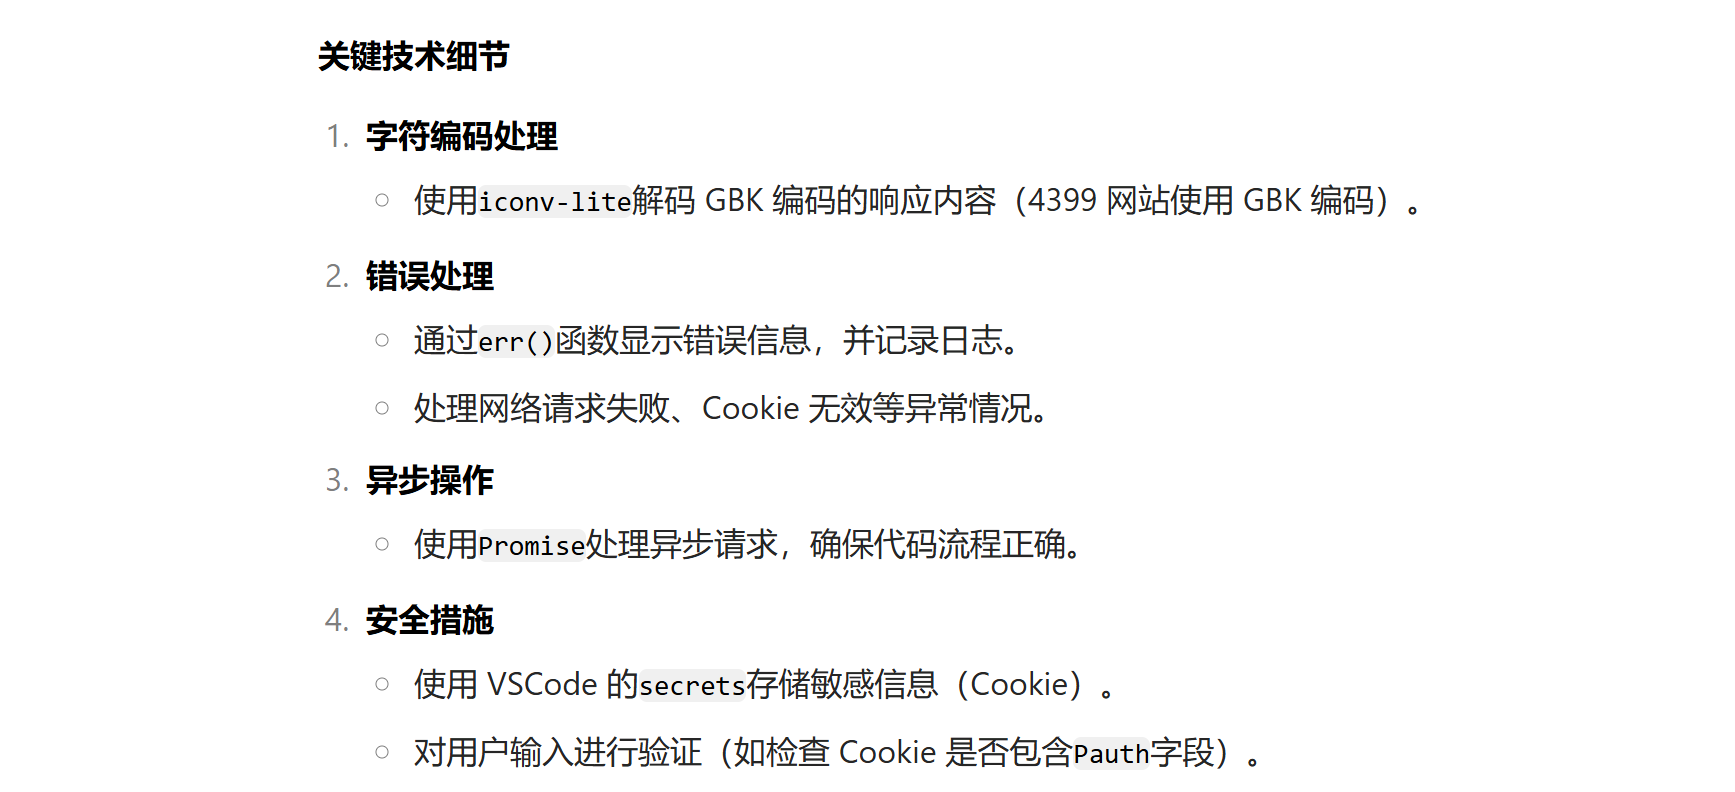 关键技术细节
1. 字符编码处理
使用iconv-lite解码 GBK 编码的响应内容（4399 网站使用 GBK 编码）。
2. 错误处理
通过err()函数显示错误信息，并记录日志。
处理网络请求失败、Cookie 无效等异常情况。
3. 异步操作
使用Promise处理异步请求，确保代码流程正确。
4. 安全措施
使用 VSCode 的secrets存储敏感信息（Cookie）。
对用户输入进行验证（如检查 Cookie 是否包含Pauth字段）。